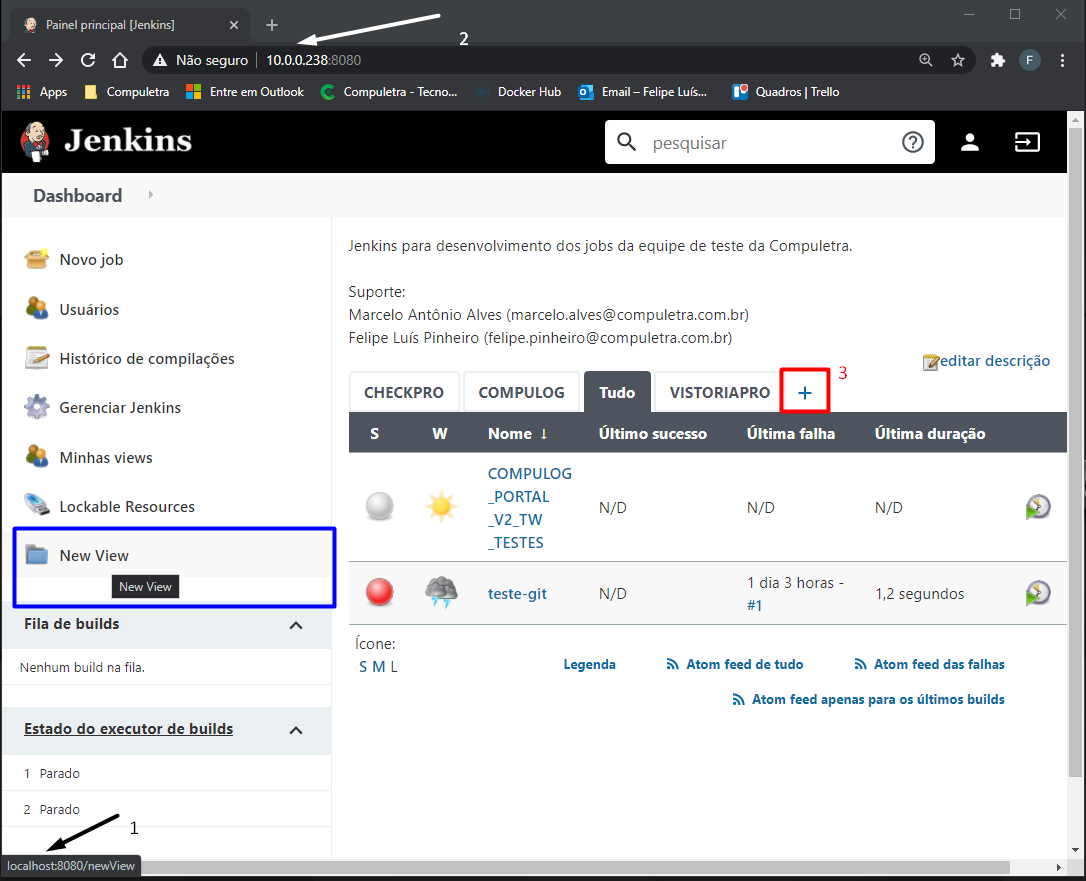 Painel principal [Jenkins]
2
Não seguro 10.0.0.238:8080
F
Apps Compuletra Entre em Outlook Compuletra - Tecno... Docker Hub Email – Felipe Luís... Quadros | Trello
Jenkins
pesquisar
Dashboard
Novo job
Usuários
Histórico de compilações
Gerenciar Jenkins
Minhas views
Lockable Resources
New View
New View
Fila de builds
Nenhum build na fila.
Estado do executor de builds
1 Parado
2 Parado
1
localhost:8080/newView
Jenkins para desenvolvimento dos jobs da equipe de teste da Compuletra.
Suporte:
Marcelo Antônio Alves (marcelo.alves@compuletra.com.br)
Felipe Luís Pinheiro (felipe.pinheiro@compuletra.com.br)
editar descrição
CHECKPRO COMPULOG Tudo VISTORIAPRO + 3
S W Nome ↓ Último sucesso Última falha Última duração
COMPULOG
_PORTAL
_V2_TW
_TESTES
N/D N/D N/D
teste-git N/D 1 dia 3 horas -
#1
1,2 segundos
Ícone:
S M L
Legenda Atom feed de tudo Atom feed das falhas
Atom feed apenas para os últimos builds